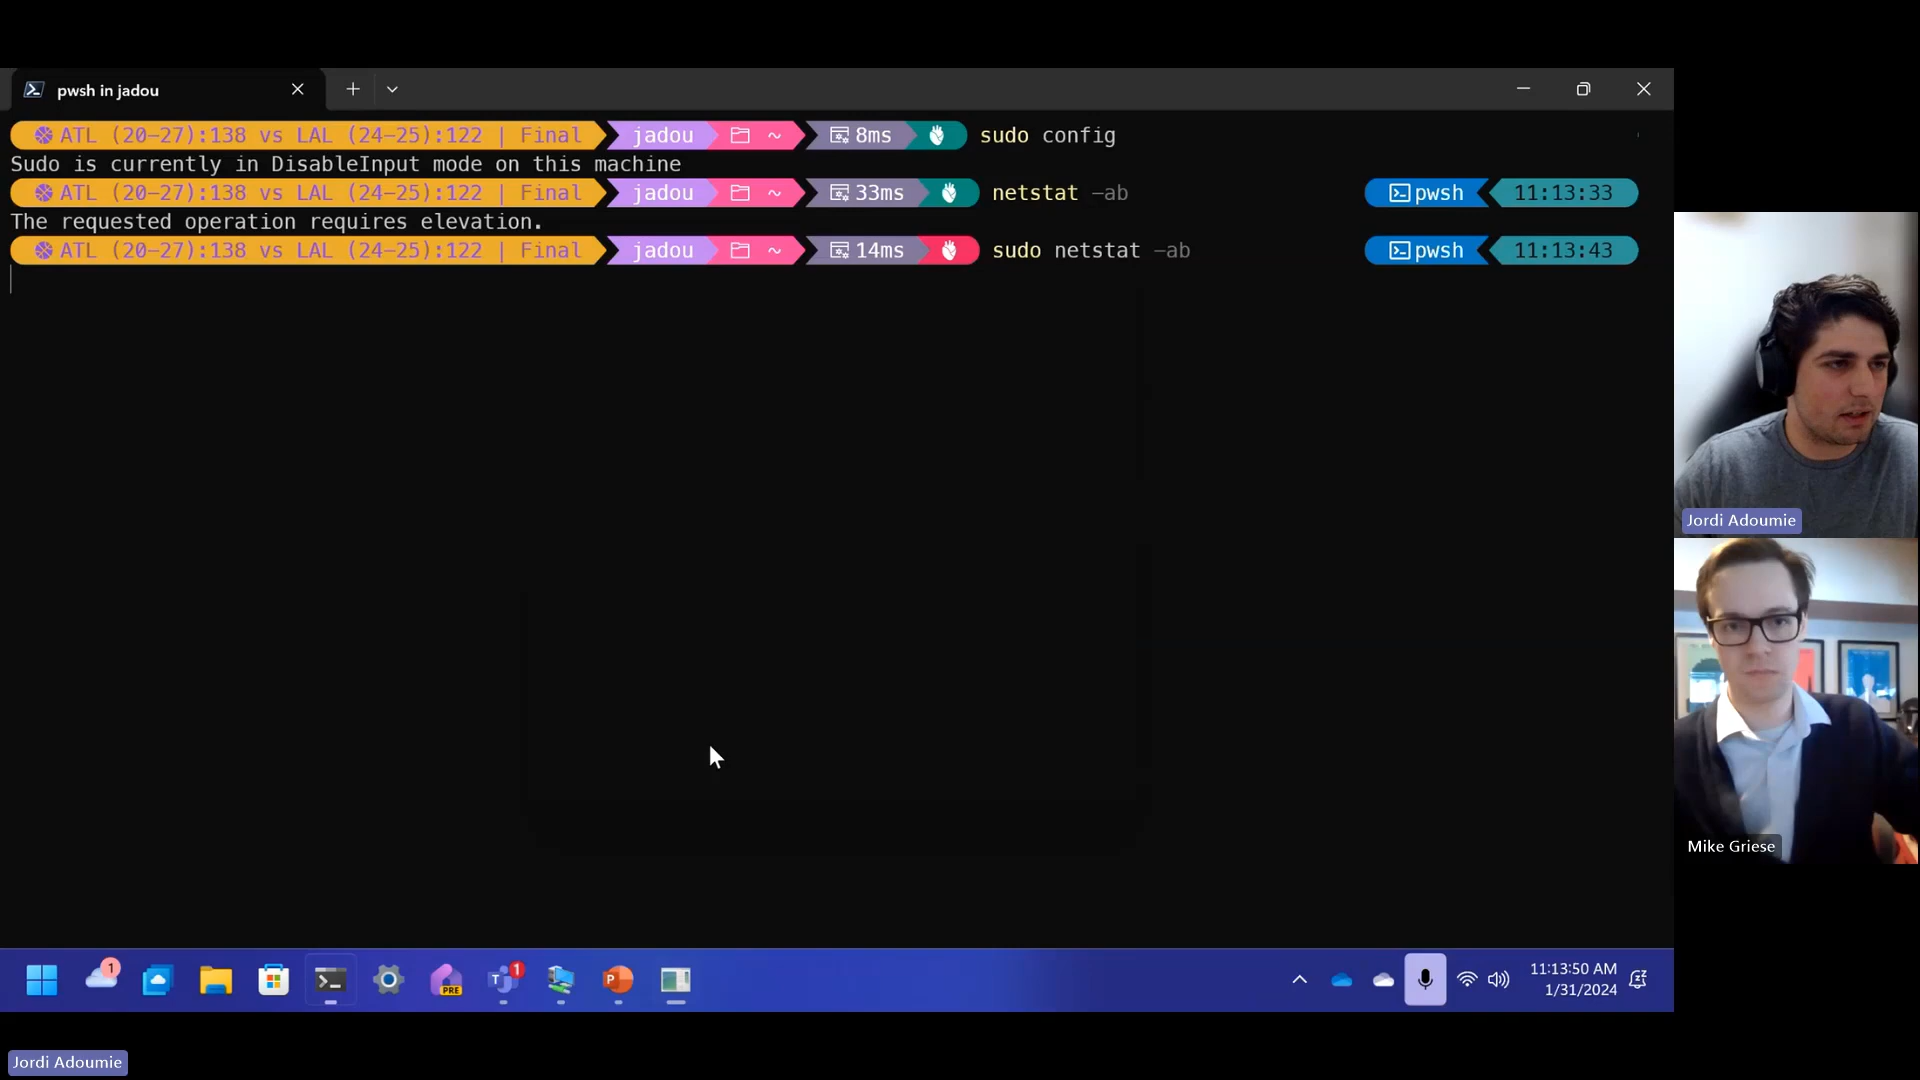 pwsh in jadou
ATL (20-27):138 vs LAL (24-25):122 | Final jadou ~ 8ms sudo config
Sudo is currently in DisableInput mode on this machine
ATL (20-27):138 vs LAL (24-25):122 | Final jadou ~ 33ms netstat -ab pwsh 11:13:33
The requested operation requires elevation.
ATL (20-27):138 vs LAL (24-25):122 | Final jadou ~ 14ms sudo netstat -ab pwsh 11:13:43
Jordi Adoumie
Mike Griese
1
PRE
T
1
P
11:13:50 AM
1/31/2024
Jordi Adoumie